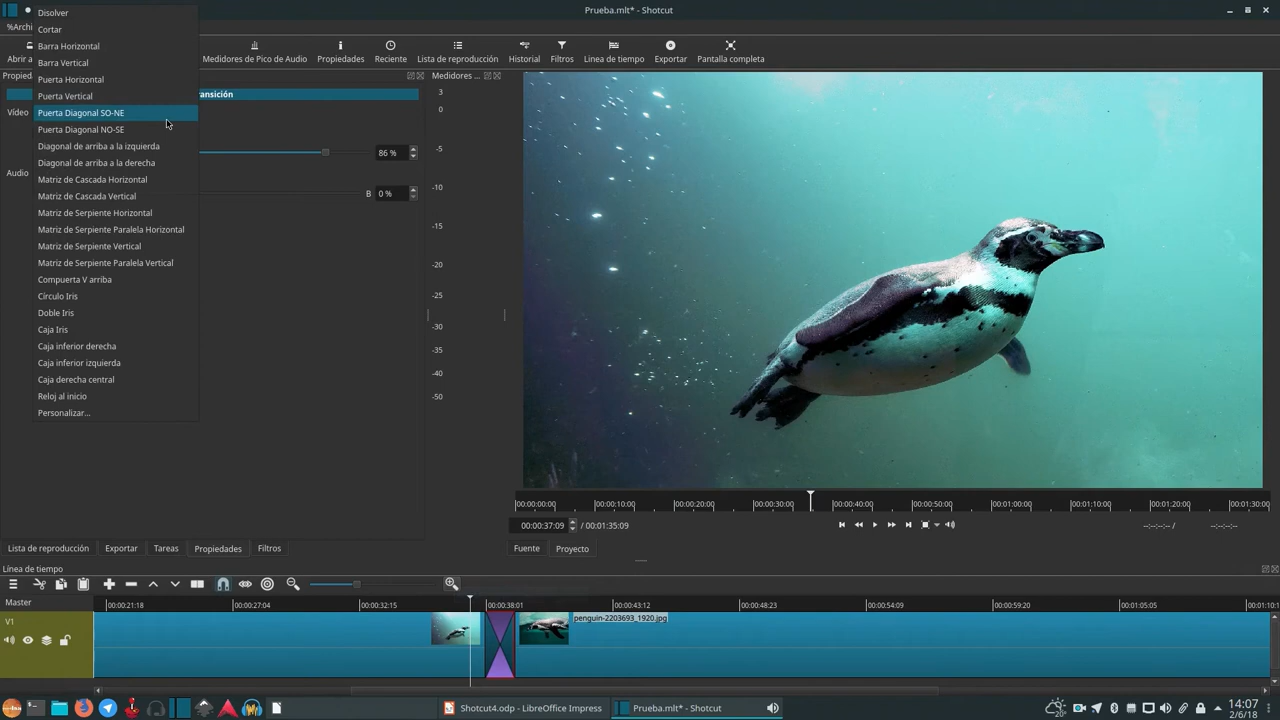 Prueba.mlt* - Shotcut
%Archi
Disolver
Cortar
Barra Horizontal
Barra Vertical
Puerta Horizontal
Puerta Vertical
Puerta Diagonal SO-NE
Puerta Diagonal NO-SE
Diagonal de arriba a la izquierda
Diagonal de arriba a la derecha
Matriz de Cascada Horizontal
Matriz de Cascada Vertical
Matriz de Serpiente Horizontal
Matriz de Serpiente Paralela Horizontal
Matriz de Serpiente Vertical
Matriz de Serpiente Paralela Vertical
Compuerta V arriba
Círculo Iris
Doble Iris
Caja Iris
Caja inferior derecha
Caja inferior izquierda
Caja derecha central
Reloj al inicio
Personalizar...
Abrir a
Medidores de Pico de Audio Propiedades Reciente Lista de reproducción Historial Filtros Linea de tiempo Exportar Pantalla completa
Propied
ransición
Vídeo
86 %
Audio
B 0 %
Medidores ...
3
0
-5
-10
-15
-20
-25
-30
-35
-40
-50
00:00:00:00 00:00:10:00 00:00:20:00 00:00:30:00 00:00:40:00 00:00:50:00 00:01:00:00 00:01:10:00 00:01:20:00 00:01:30:00
00:00:37:09 / 00:01:35:09 --:--:--:-- / --:--:--:--
Lista de reproducción Exportar Tareas Propiedades Filtros
Fuente Proyecto
Línea de tiempo
Master 00:00:21:18 00:00:27:04 00:00:32:15 00:00:38:01 00:00:43:12 00:00:48:23 00:00:54:09 00:00:59:20 00:01:05:05 00:01:10:1
V1
penguin-2203693_1920.jpg
Shotcut4.odp - LibreOffice Impress
Prueba.mlt* - Shotcut
20°
14:07
2/6/18